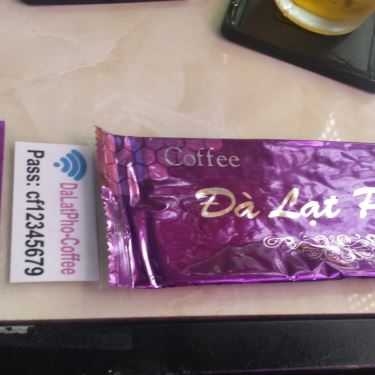 DaLatPho-Coffee
Pass: cf12345679
Coffee
Đà Lạt P